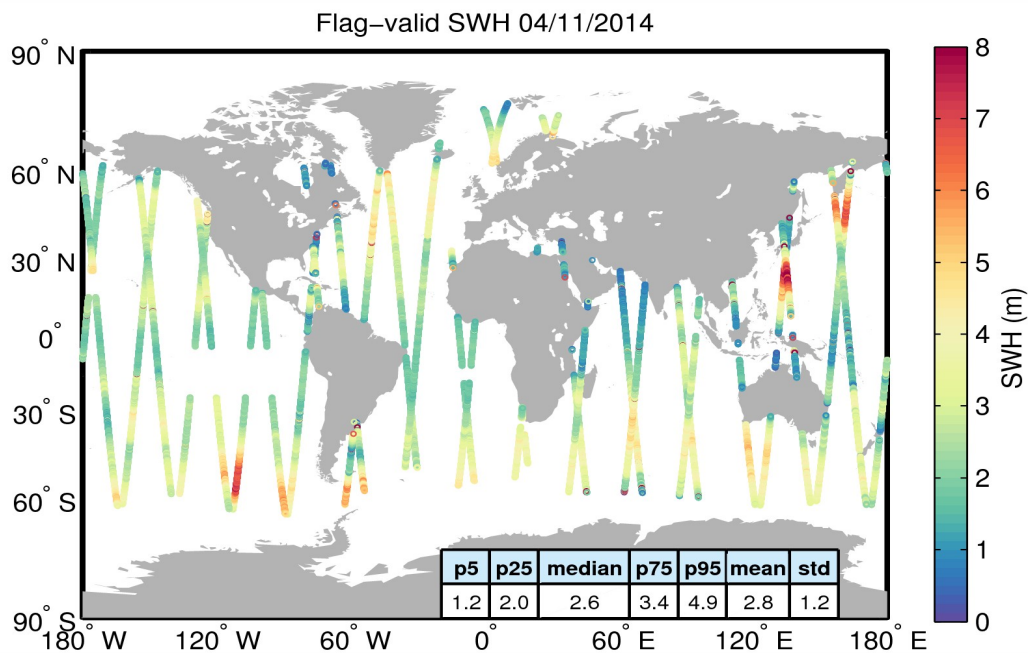 Flag−valid SWH 04/11/2014
90° N
60° N
30° N
0°
30° S
60° S
90° S
180° W
120° W
60° W
0°
60° E
120° E
180° E
p5 p25 median p75 p95 mean std
1.2 2.0 2.6 3.4 4.9 2.8 1.2
8
7
6
5
4
3
2
1
0
SWH (m)